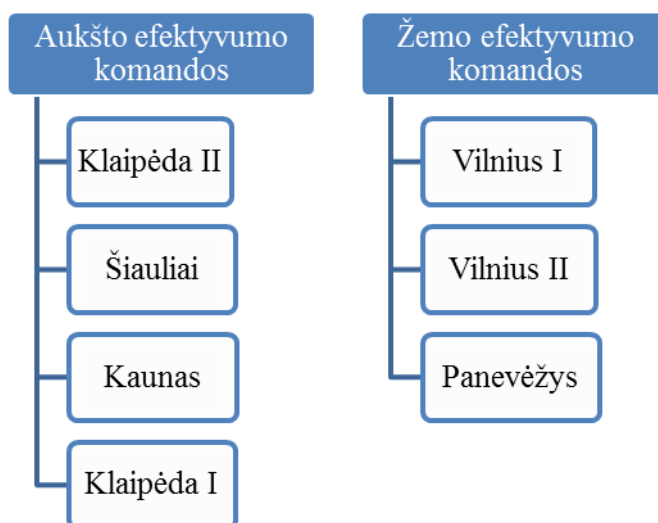 Aukšto efektyvumo
komandos
Klaipėda II
Šiauliai
Kaunas
Klaipėda I
Žemo efektyvumo
komandos
Vilnius I
Vilnius II
Panevėžys